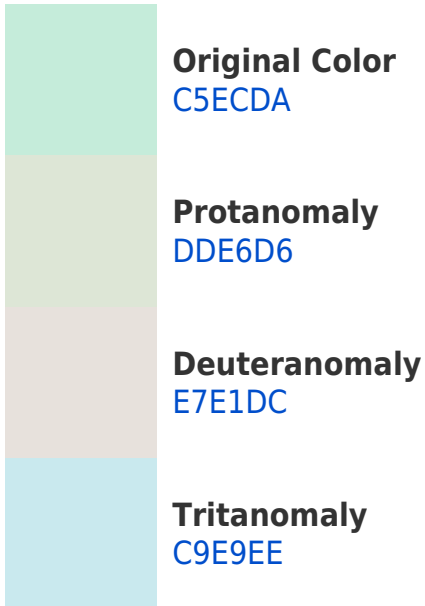 Original Color
C5ECDA
Protanomaly
DDE6D6
Deuteranomaly
E7E1DC
Tritanomaly
C9E9EE